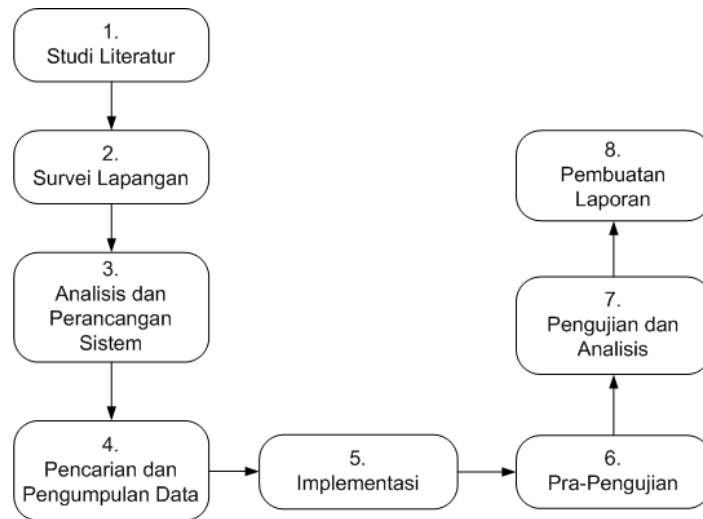 1.
Studi Literatur
2.
Survei Lapangan
3.
Analisis dan
Perancangan
Sistem
4.
Pencarian dan
Pengumpulan Data
5.
Implementasi
6.
Pra-Pengujian
7.
Pengujian dan
Analisis
8.
Pembuatan
Laporan